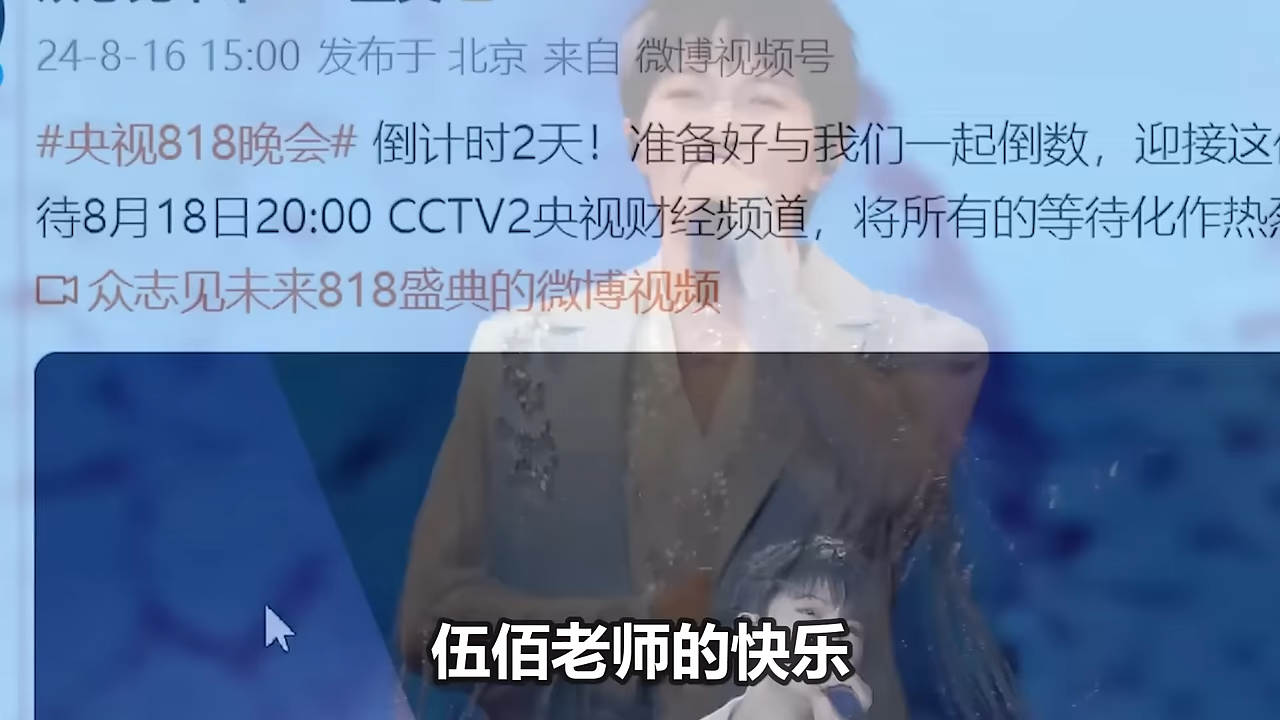 24-8-16 15:00 发布于 北京 来自 微博视频号
#央视818晚会# 倒计时2天！准备好与我们一起倒数，迎接这
待8月18日20:00 CCTV2央视财经频道，将所有的等待化作热
众志见未来818盛典的微博视频
伍佰老师的快乐